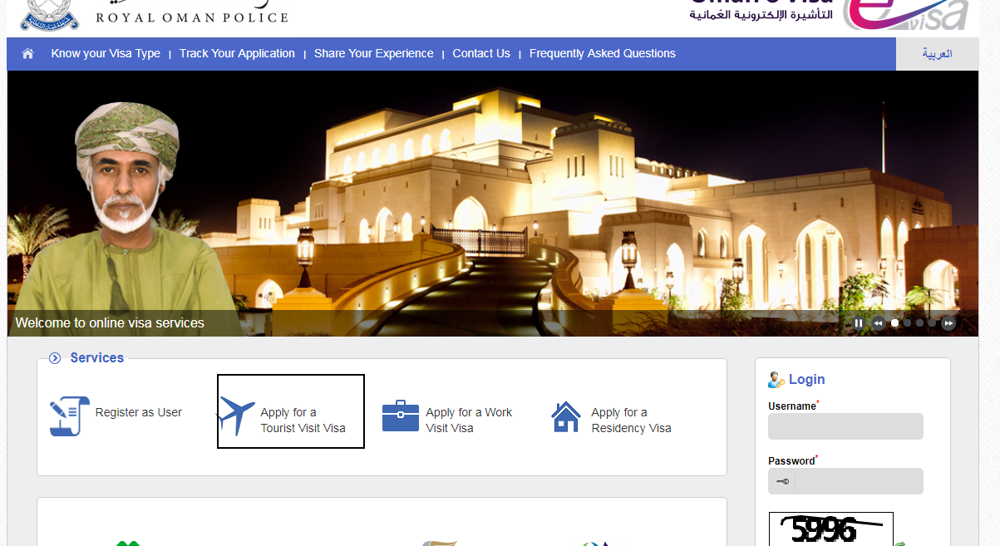 ROYAL OMAN POLICE
التأشيرة الإلكترونية العُمانية
visa
Know your Visa Type | Track Your Application | Share Your Experience | Contact Us | Frequently Asked Questions
العربية
Welcome to online visa services
Services
Register as User
Apply for a
Tourist Visit Visa
Apply for a Work
Visit Visa
Apply for a
Residency Visa
Login
Username*
Password*
5996